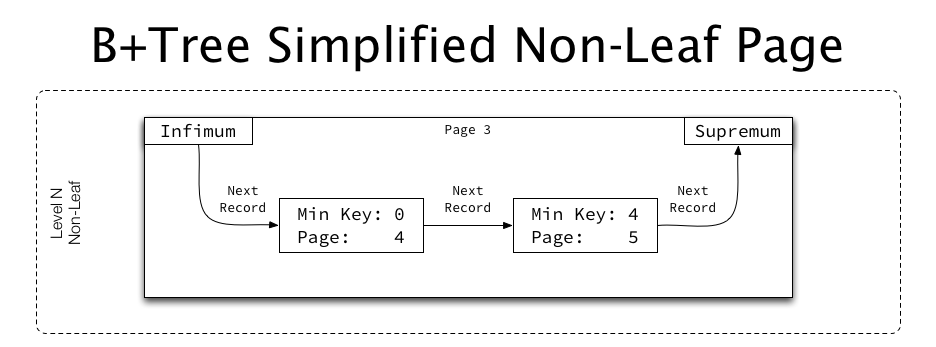 B+Tree Simplified Non-Leaf Page
Infimum
Page 3
Supremum
Level N
Non-Leaf
Next
Record
Min Key: 0
Page: 4
Next
Record
Min Key: 4
Page: 5
Next
Record